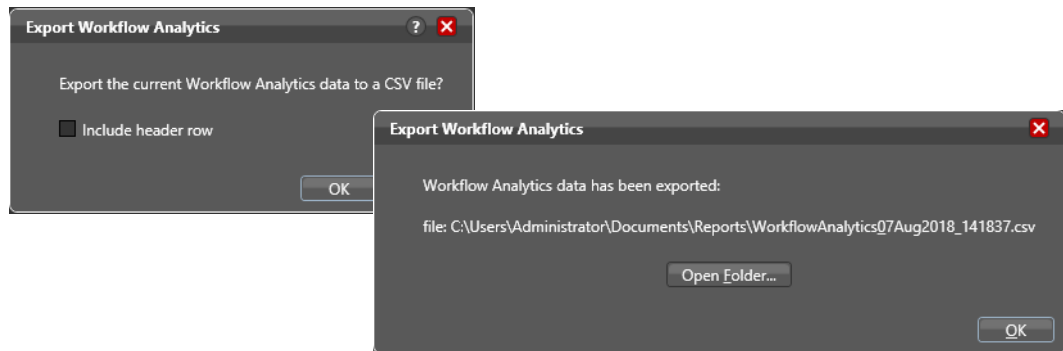 Export Workflow Analytics
?
Export the current Workflow Analytics data to a CSV file?
Include header row
OK
Export Workflow Analytics
Workflow Analytics data has been exported:
file: C:\Users\Administrator\Documents\Reports\WorkflowAnalytics07Aug2018_141837.csv
Open Folder...
OK